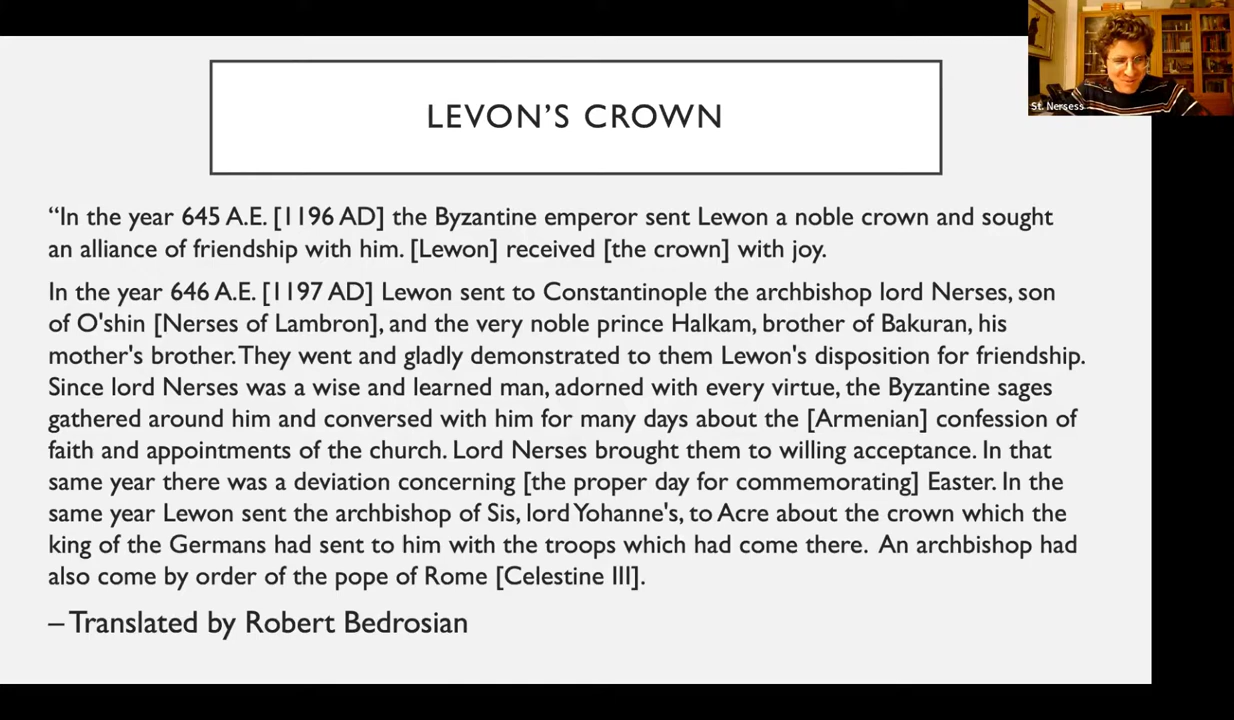 LEVON'S CROWN
St. Nersess
“In the year 645 A.E. [1196 AD] the Byzantine emperor sent Lewon a noble crown and sought
an alliance of friendship with him. [Lewon] received [the crown] with joy.
In the year 646 A.E. [1197 AD] Lewon sent to Constantinople the archbishop lord Nerses, son
of O'shin [Nerses of Lambron], and the very noble prince Halkam, brother of Bakuran, his
mother's brother. They went and gladly demonstrated to them Lewon's disposition for friendship.
Since lord Nerses was a wise and learned man, adorned with every virtue, the Byzantine sages
gathered around him and conversed with him for many days about the [Armenian] confession of
faith and appointments of the church. Lord Nerses brought them to willing acceptance. In that
same year there was a deviation concerning [the proper day for commemorating] Easter. In the
same year Lewon sent the archbishop of Sis, lord Yohanne's, to Acre about the crown which the
king of the Germans had sent to him with the troops which had come there. An archbishop had
also come by order of the pope of Rome [Celestine III].
– Translated by Robert Bedrosian